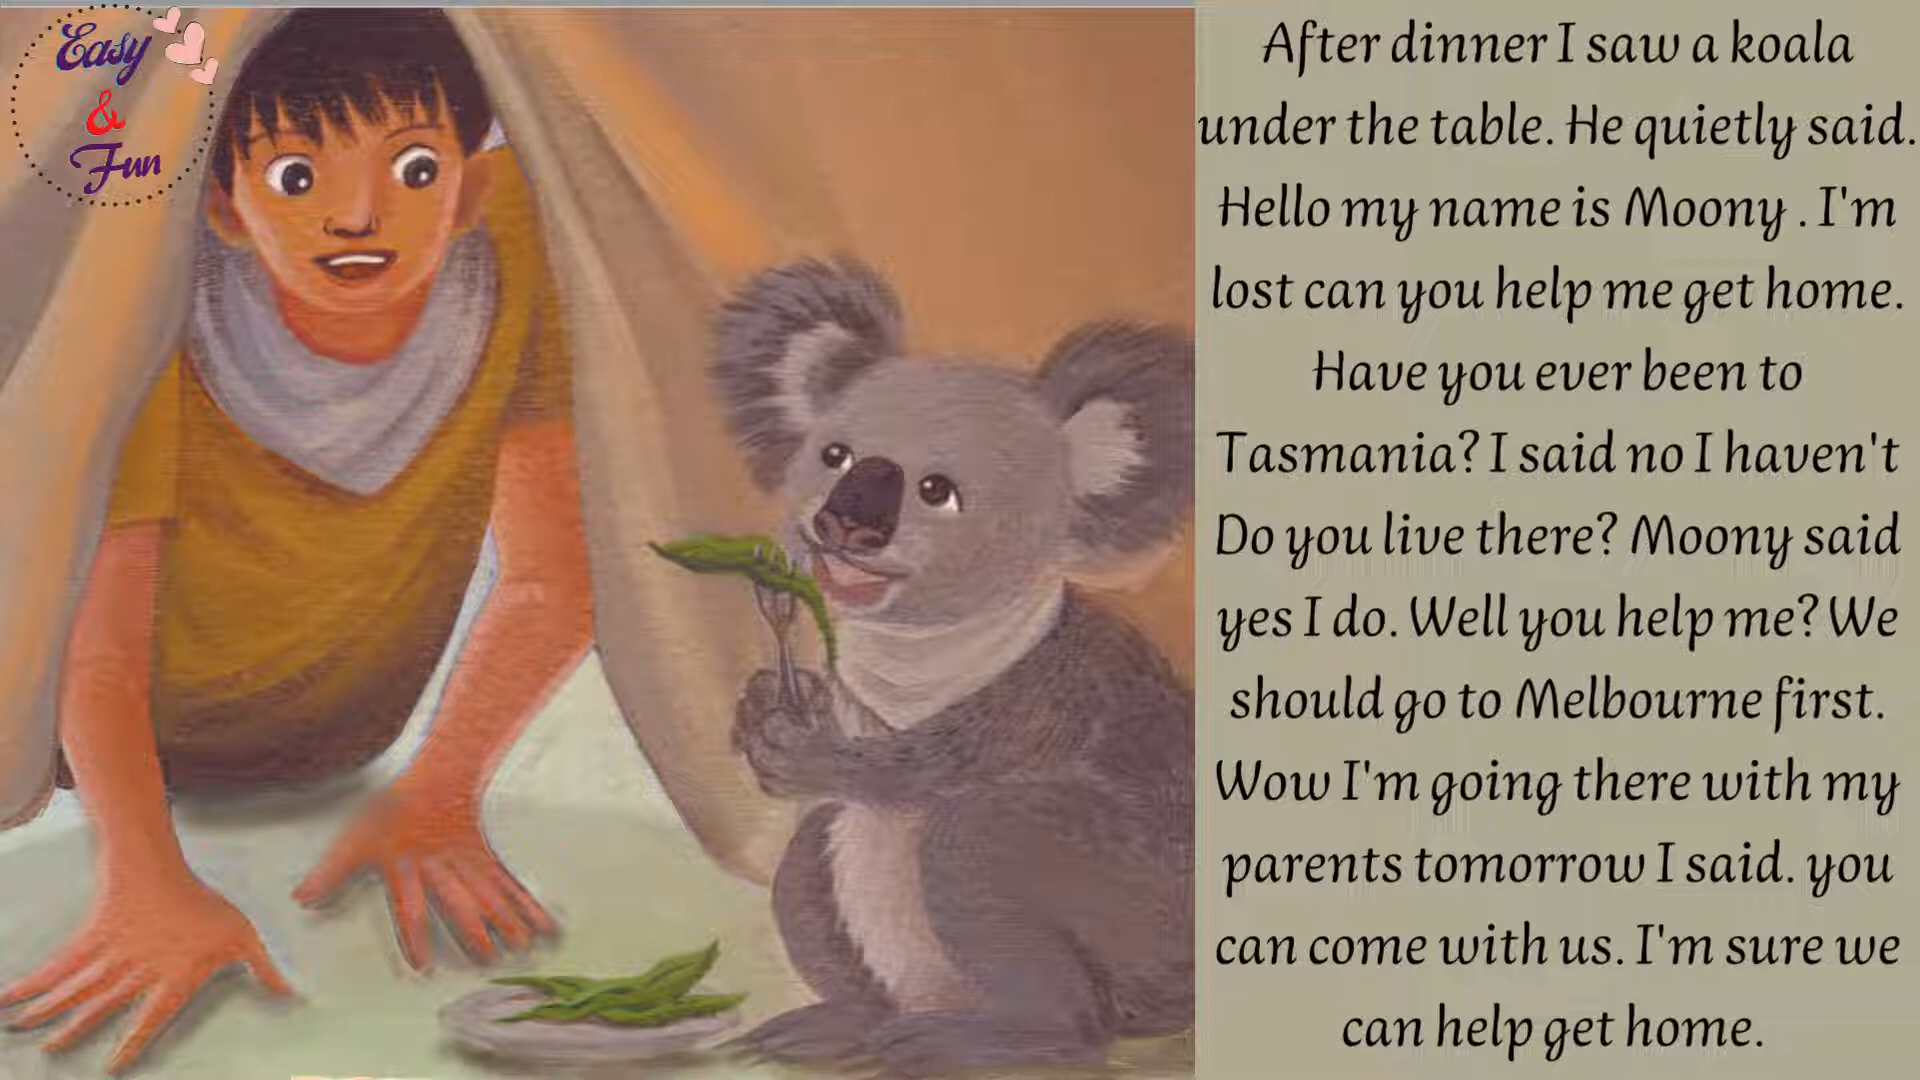 Easy
&
Fun
After dinner I saw a koala
under the table. He quietly said.
Hello my name is Moony . I'm
lost can you help me get home.
Have you ever been to
Tasmania? I said no I haven't
Do you live there? Moony said
yes I do. Well you help me? We
should go to Melbourne first.
Wow I'm going there with my
parents tomorrow I said. you
can come with us. I'm sure we
can help get home.